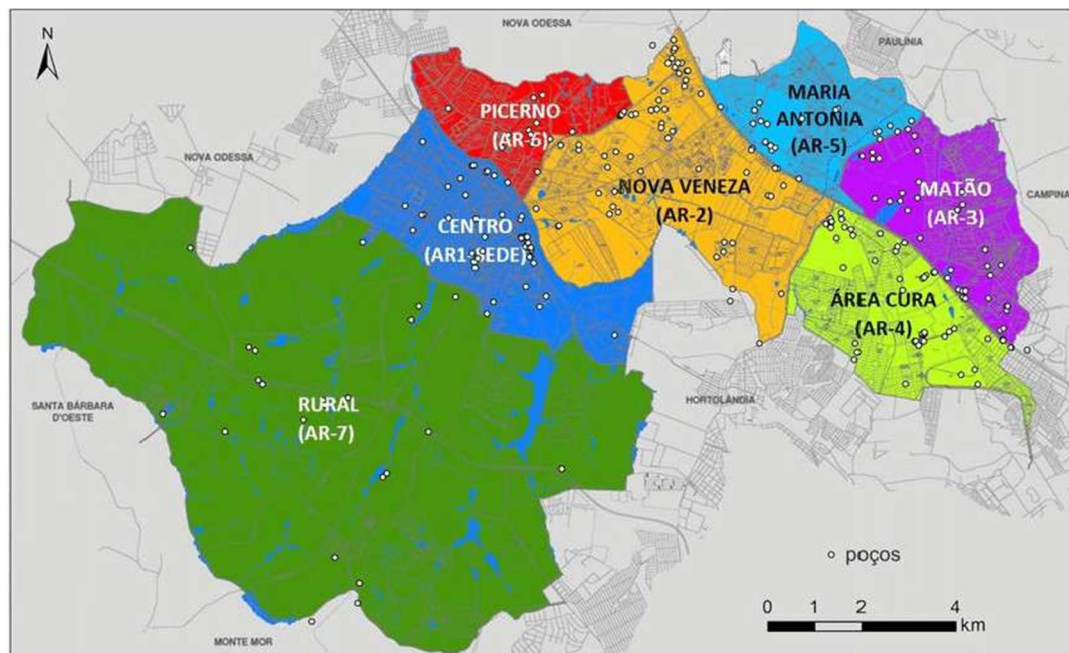 N
NOVA ODESSA
PAULÍNIA
PICERNO
(AR-6)
MARIA
ANTONIA
(AR-5)
NOVA ODESSA
NOVA VENEZA
(AR-2)
MATÃO
(AR-3)
CAMPINA
CENTRO
(AR1-SEDE)
ÁREA CURA
(AR-4)
SANTA BÁRBARA
D'OESTE
RURAL
(AR-7)
HORTOLÂNDIA
poços
0 1 2 4
km
MONTE MOR